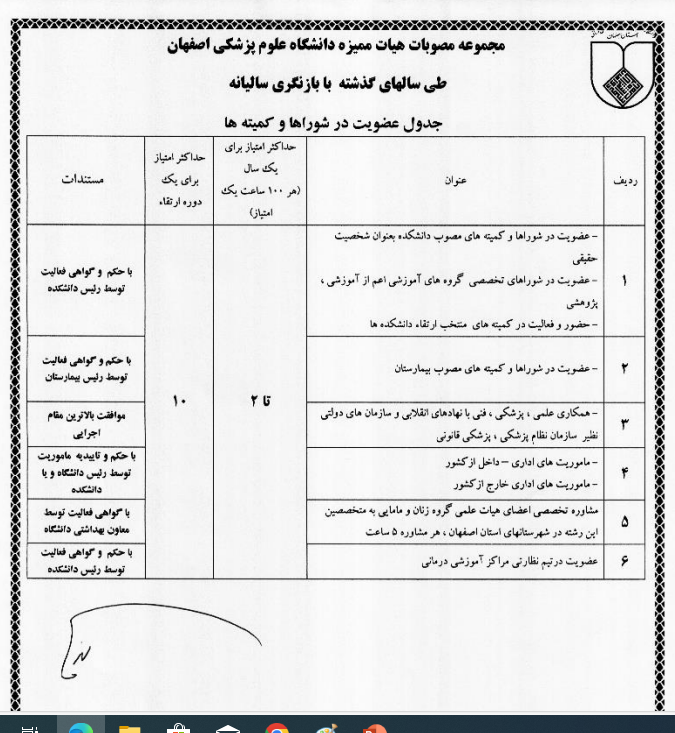 مجموعه مصوبات هیات ممیزه دانشگاه علوم پزشکی اصفهان
طی سالهای گذشته با بازنگری سالیانه
جدول عضویت در شوراها و کمیته ها
ردیف
عنوان
حداکثر امتیاز برای
یک سال
(هر ۱۰۰ ساعت یک
امتیاز)
حداکثر امتیاز
برای یک
دوره ارتقاء
مستندات
۱
- عضویت در شوراها و کمیته های مصوب دانشکده بعنوان شخصیت
حقیقی
- عضویت در شوراهای تخصصی گروه های آموزشی اعم از آموزشی ،
پژوهشی
- حضور و فعالیت در کمیته های منتخب ارتقاء دانشکده ها
تا ۲
۱۰
با حکم و گواهی فعالیت
توسط رئیس دانشکده
۲
- عضویت در شوراها و کمیته های مصوب بیمارستان
با حکم و گواهی فعالیت
توسط رئیس بیمارستان
۳
- همکاری علمی ، پزشکی ، فنی با نهادهای انقلابی و سازمان های دولتی
نظیر سازمان نظام پزشکی ، پزشکی قانونی
موافقت بالاترین مقام
اجرایی
۴
- ماموریت های اداری – داخل از کشور
- ماموریت های اداری خارج از کشور
با حکم و تاییدیه ماموریت
توسط رئیس دانشگاه و یا
دانشکده
۵
مشاوره تخصصی اعضای هیات علمی گروه زنان و مامایی به متخصصین
این رشته در شهرستانهای استان اصفهان ، هر مشاوره ۵ ساعت
با گواهی فعالیت توسط
معاون بهداشتی دانشگاه
۶
عضویت در تیم نظارتی مراکز آموزشی درمانی
با حکم و گواهی فعالیت
توسط رئیس دانشکده